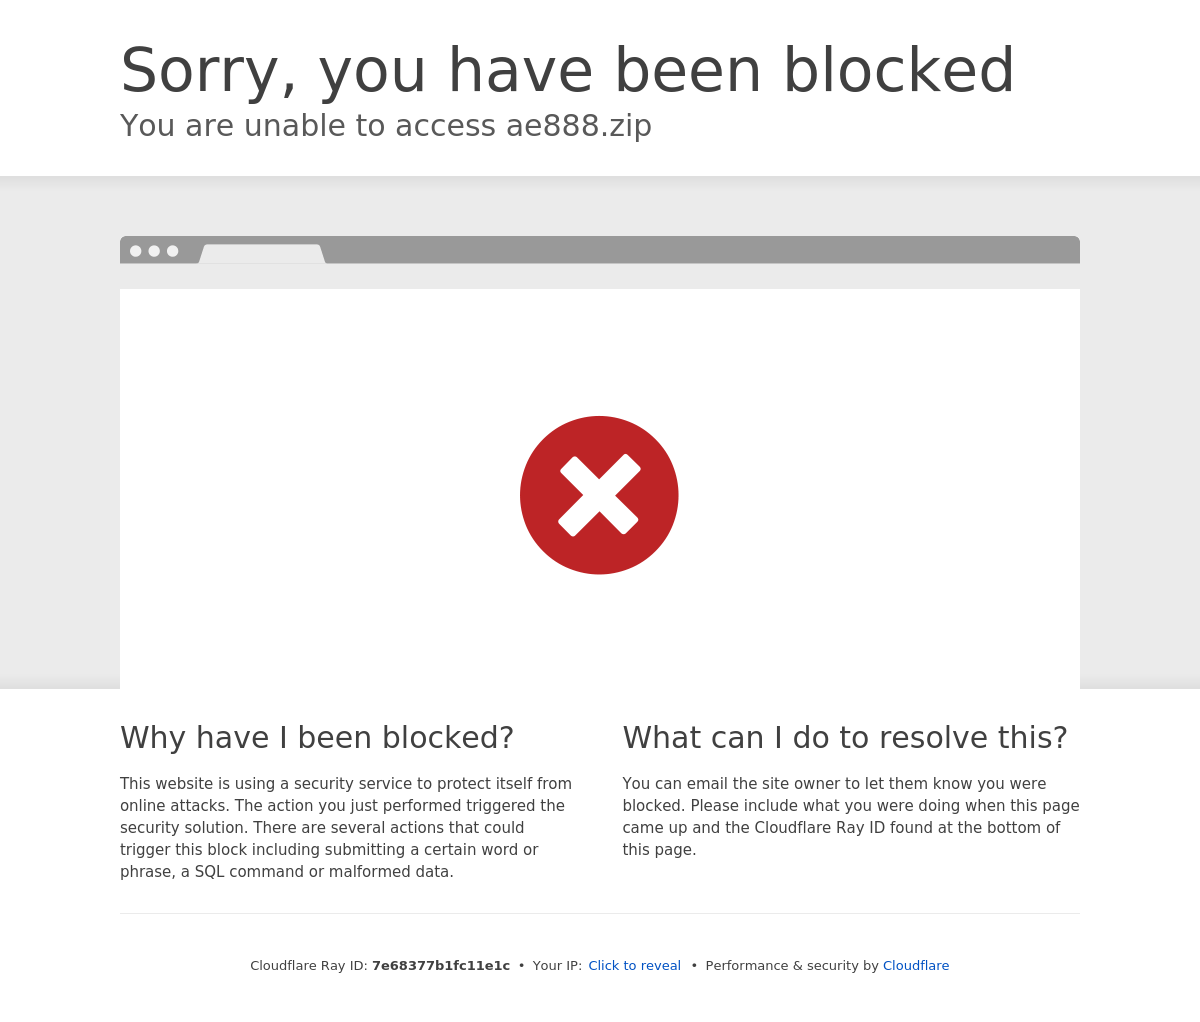 Sorry, you have been blocked
You are unable to access ae888.zip
Why have I been blocked?
This website is using a security service to protect itself from
online attacks. The action you just performed triggered the
security solution. There are several actions that could
trigger this block including submitting a certain word or
phrase, a SQL command or malformed data.
What can I do to resolve this?
You can email the site owner to let them know you were
blocked. Please include what you were doing when this page
came up and the Cloudflare Ray ID found at the bottom of
this page.
Cloudflare Ray ID: 7e68377b1fc11e1c • Your IP: Click to reveal • Performance & security by Cloudflare